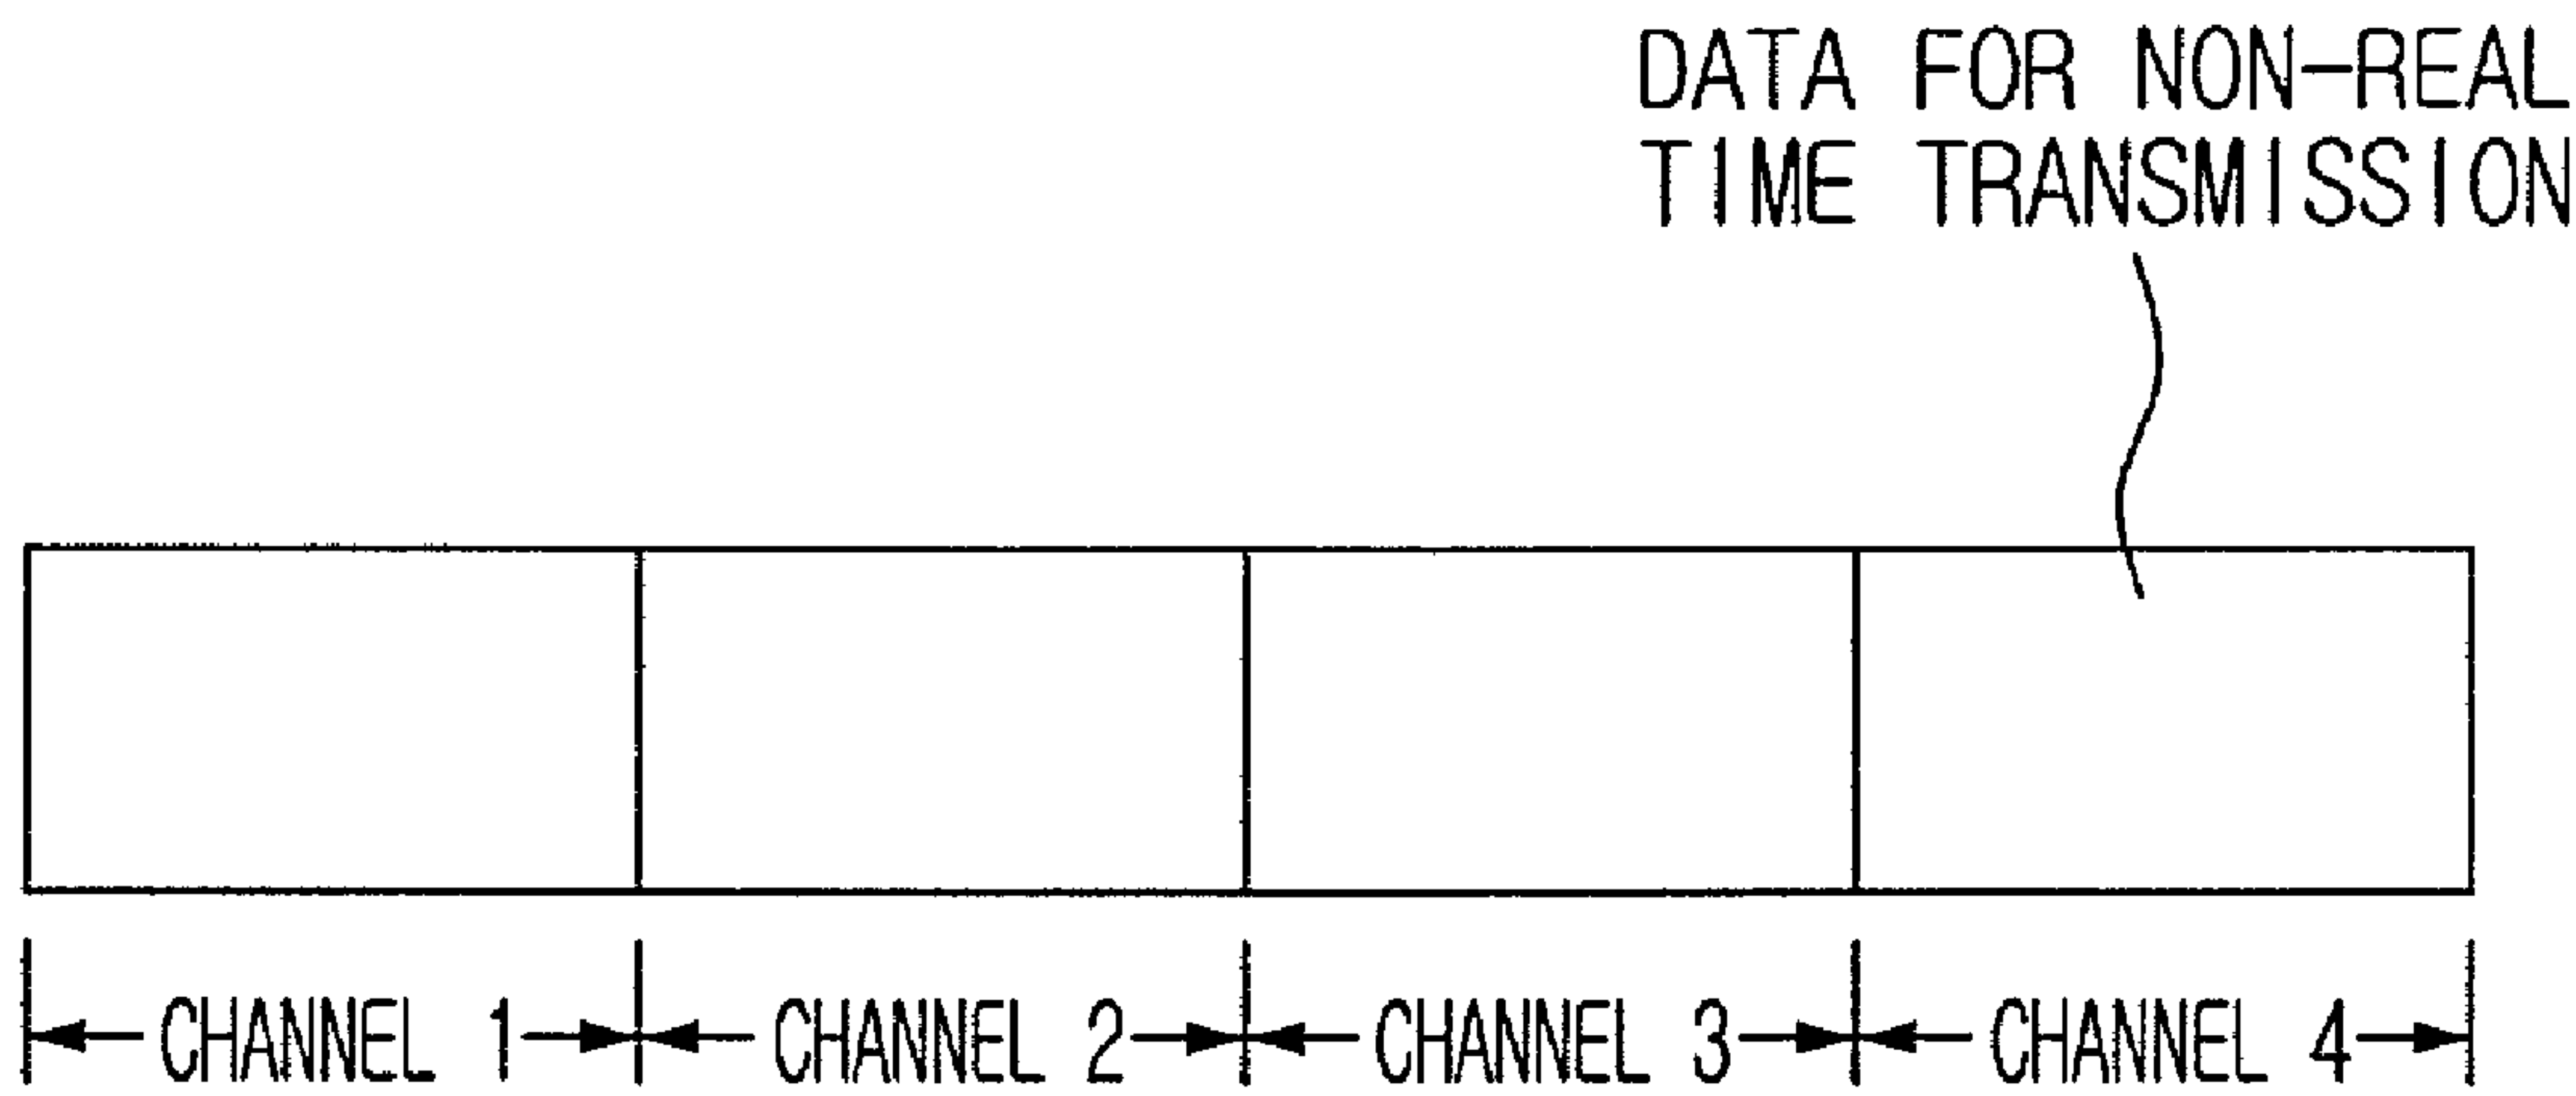 DATA FOR NON-REAL
TIME TRANSMISSION
CHANNEL 1 CHANNEL 2 CHANNEL 3 CHANNEL 4